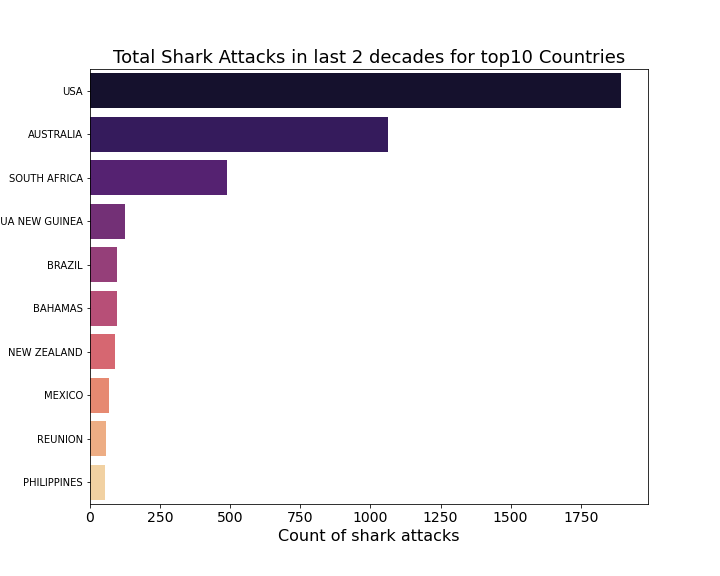 Total Shark Attacks in last 2 decades for top10 Countries
USA
AUSTRALIA
SOUTH AFRICA
UA NEW GUINEA
BRAZIL
BAHAMAS
NEW ZEALAND
MEXICO
REUNION
PHILIPPINES
0 250 500 750 1000 1250 1500 1750
Count of shark attacks